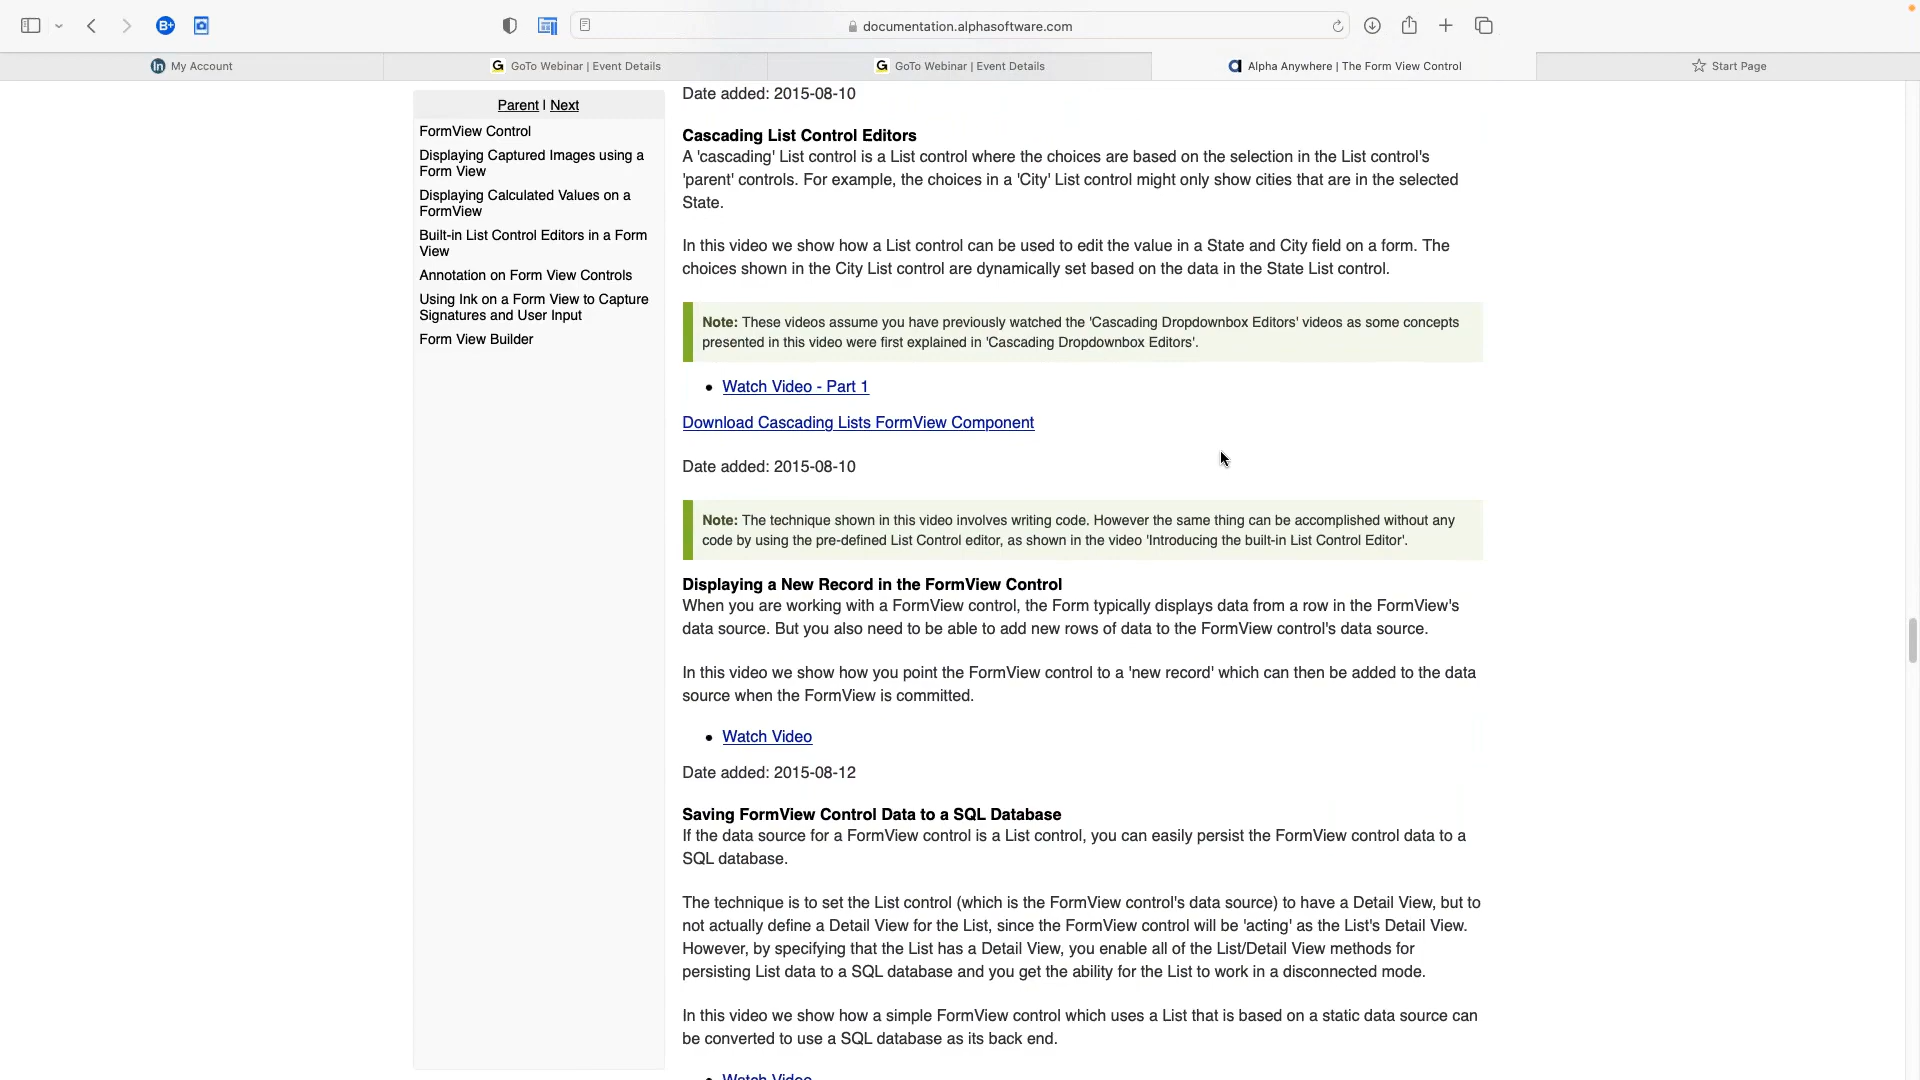 documentation.alphasoftware.com
My Account
GoTo Webinar | Event Details
GoTo Webinar | Event Details
Alpha Anywhere | The Form View Control
Start Page
Parent | Next
FormView Control
Displaying Captured Images using a
Form View
Displaying Calculated Values on a
FormView
Built-in List Control Editors in a Form
View
Annotation on Form View Controls
Using Ink on a Form View to Capture
Signatures and User Input
Form View Builder
Date added: 2015-08-10
Cascading List Control Editors
A 'cascading' List control is a List control where the choices are based on the selection in the List control's
'parent' controls. For example, the choices in a 'City' List control might only show cities that are in the selected
State.
In this video we show how a List control can be used to edit the value in a State and City field on a form. The
choices shown in the City List control are dynamically set based on the data in the State List control.
Note: These videos assume you have previously watched the 'Cascading Dropdownbox Editors' videos as some concepts
presented in this video were first explained in 'Cascading Dropdownbox Editors'.
• Watch Video - Part 1
Download Cascading Lists FormView Component
Date added: 2015-08-10
Note: The technique shown in this video involves writing code. However the same thing can be accomplished without any
code by using the pre-defined List Control editor, as shown in the video 'Introducing the built-in List Control Editor'.
Displaying a New Record in the FormView Control
When you are working with a FormView control, the Form typically displays data from a row in the FormView's
data source. But you also need to be able to add new rows of data to the FormView control's data source.
In this video we show how you point the FormView control to a 'new record' which can then be added to the data
source when the FormView is committed.
• Watch Video
Date added: 2015-08-12
Saving FormView Control Data to a SQL Database
If the data source for a FormView control is a List control, you can easily persist the FormView control data to a
SQL database.
The technique is to set the List control (which is the FormView control's data source) to have a Detail View, but to
not actually define a Detail View for the List, since the FormView control will be 'acting' as the List's Detail View.
However, by specifying that the List has a Detail View, you enable all of the List/Detail View methods for
persisting List data to a SQL database and you get the ability for the List to work in a disconnected mode.
In this video we show how a simple FormView control which uses a List that is based on a static data source can
be converted to use a SQL database as its back end.
• Watch Video